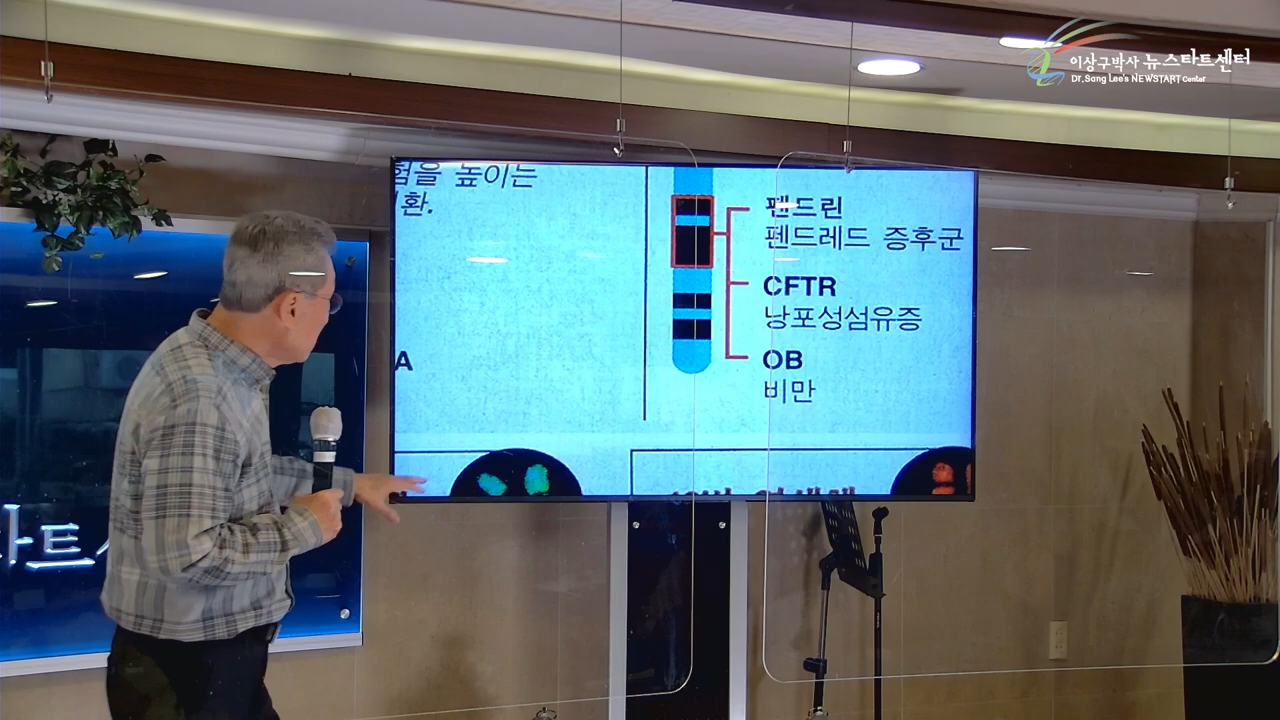 이상구박사 뉴스타트센터
Dr. Sang Lee's NEWSTART Center
험을 높이는
환.
펜드린
펜드레드 증후군
CFTR
낭포성섬유증
OB
비만
A
타트